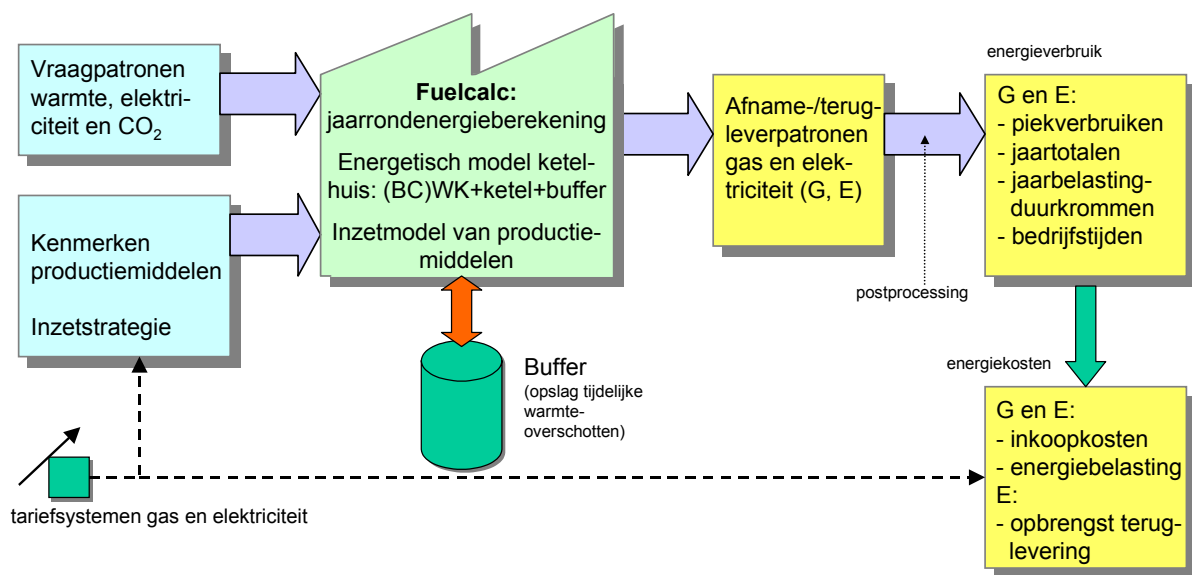 Vraagpatronen
warmte, elektri-
citeit en CO₂
Kenmerken
productiemiddelen
Inzetstrategie
Fuelcalc:
jaarrondenergieberekening
Energetisch model ketel-
huis: (BC)WK+ketel+buffer
Inzetmodel van productie-
middelen
Buffer
(opslag tijdelijke
warmte-
overschotten)
Afname-/terug-
leverpatronen
gas en elek-
triciteit (G, E)
postprocessing
energieverbruik
G en E:
- piekverbruiken
- jaartotalen
- jaarbelasting-
duurkrommen
- bedrijfstijden
energiekosten
G en E:
- inkoopkosten
- energiebelasting
E:
- opbrengst terug-
levering
tariefsystemen gas en elektriciteit